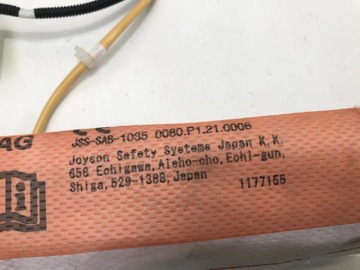 AG
JSS-SAB-1035 0080.P1.21.0006
Joyson Safety Systems Japan K.K.
658 Echigawa, Aisho-cho, Echi-gun,
Shiga, 529-1388, Japan 1177155